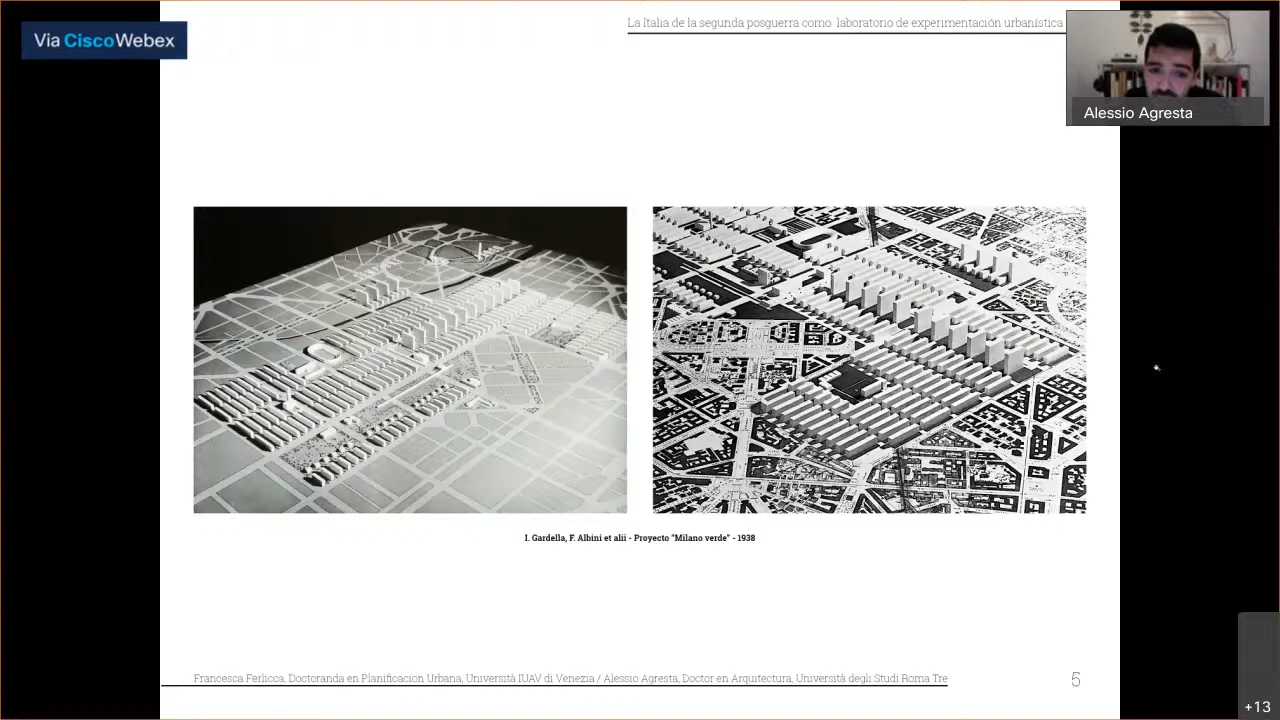 La Italia de la segunda posguerra como laboratorio de experimentación urbanística
Via CiscoWebex
Alessio Agresta
I. Gardella, F. Albini et alii - Proyecto "Milano verde" - 1938
Francesca Ferlicca, Doctoranda en Planificacion Urbana, Università IUAV di Venezia / Alessio Agresta, Doctor en Arquitectura, Università degli Studi Roma Tre
5
+13